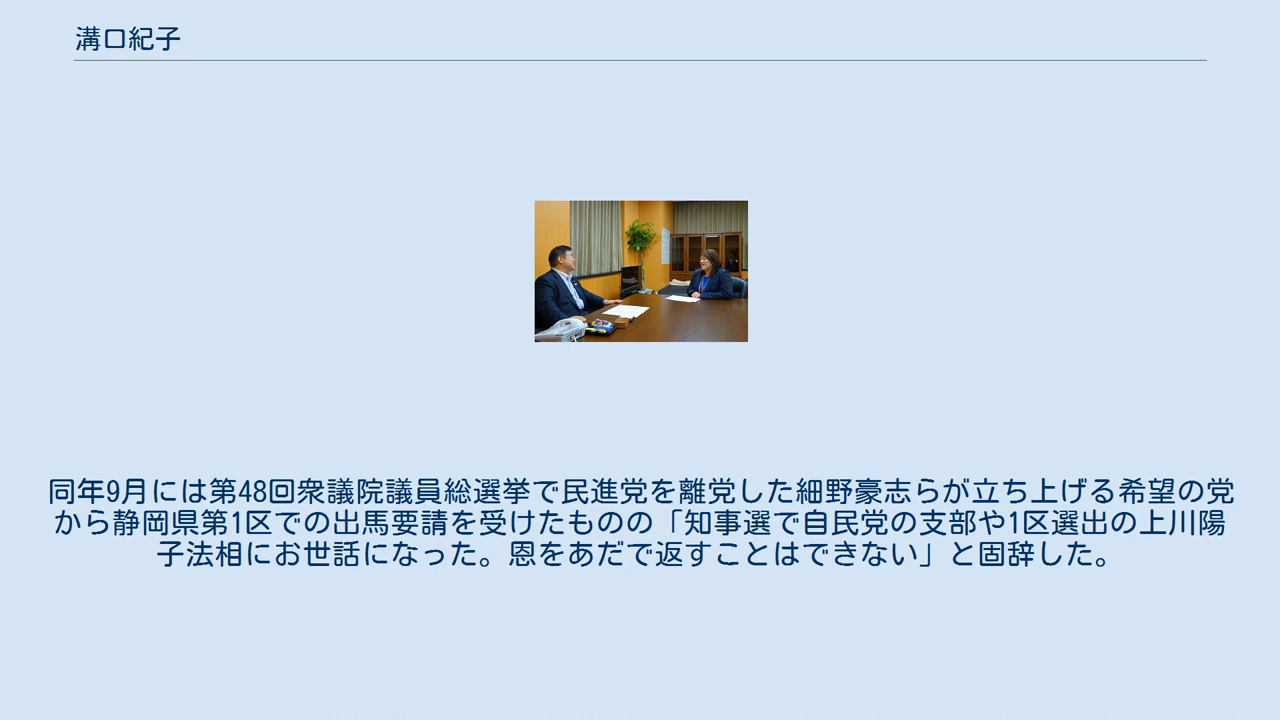 溝口紀子
同年9月には第48回衆議院議員総選挙で民進党を離党した細野豪志らが立ち上げる希望の党
から静岡県第1区での出馬要請を受けたものの「知事選で自民党の支部や1区選出の上川陽
子法相にお世話になった。恩をあだで返すことはできない」と固辞した。